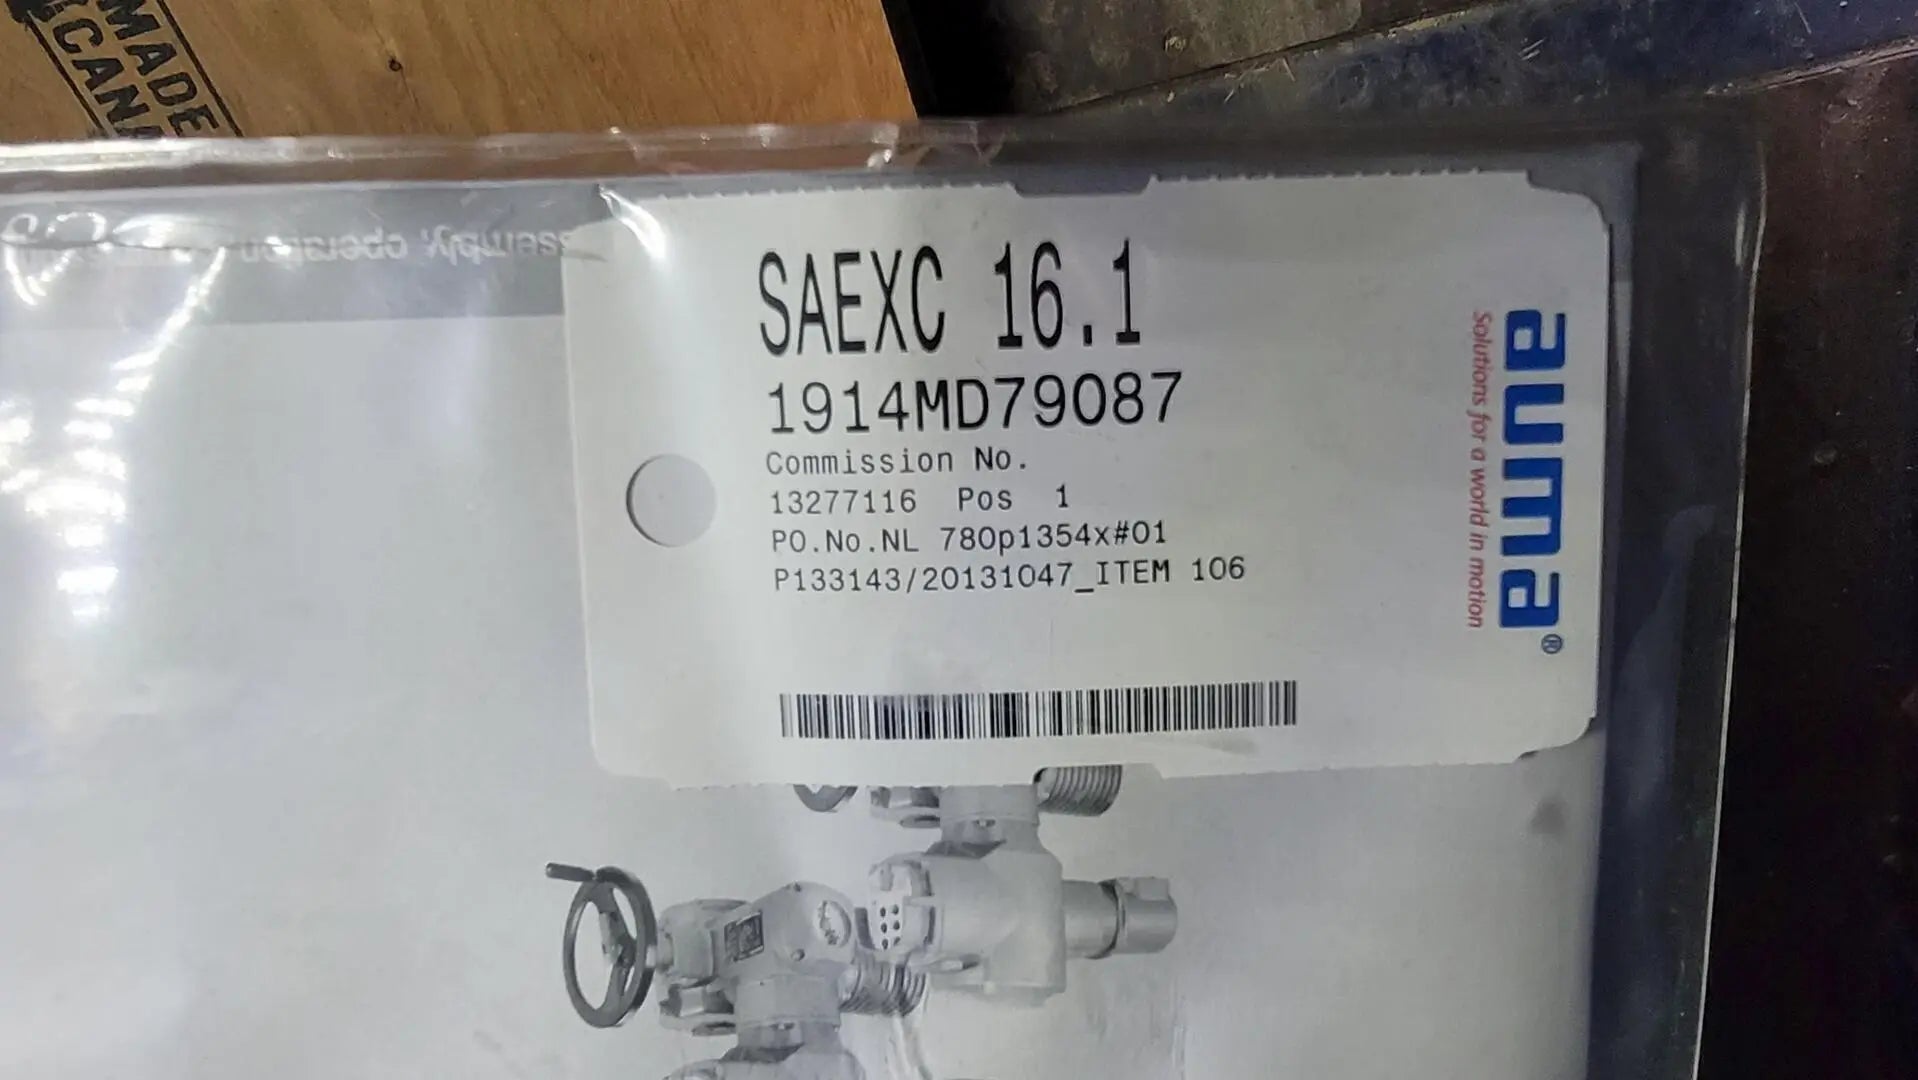 MADE
CANA
assembly, operation
SAEXC 16.1
1914MD79087
Commission No.
13277116 Pos 1
PO.No.NL 780p1354x#01
P133143/20131047_ITEM 106
auma®
Solutions for a world in motion